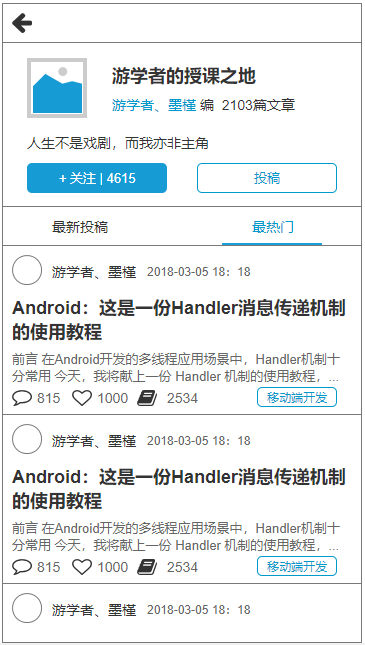 游学者的授课之地
游学者、墨槿 编 2103篇文章
人生不是戏剧，而我亦非主角
+ 关注 | 4615
投稿
最新投稿
最热门
游学者、墨槿 2018-03-05 18：18
Android：这是一份Handler消息传递机制
的使用教程
前言 在Android开发的多线程应用场景中，Handler机制十
分常用 今天，我将献上一份 Handler 机制的使用教程，...
815 1000 2534 移动端开发
游学者、墨槿 2018-03-05 18：18
Android：这是一份Handler消息传递机制
的使用教程
前言 在Android开发的多线程应用场景中，Handler机制十
分常用 今天，我将献上一份 Handler 机制的使用教程，...
815 1000 2534 移动端开发
游学者、墨槿 2018-03-05 18：18